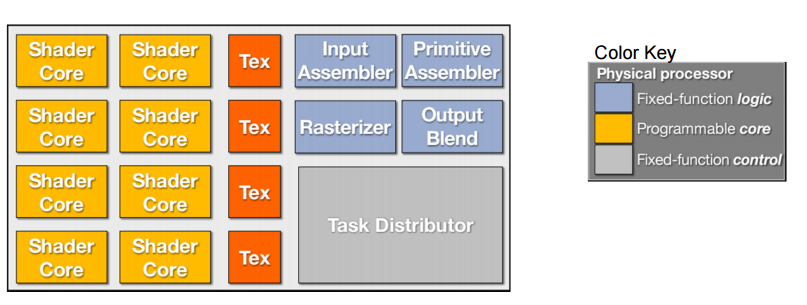 Shader Core
Shader Core
Tex
Input Assembler
Primitive Assembler
Shader Core
Shader Core
Tex
Rasterizer
Output Blend
Shader Core
Shader Core
Tex
Task Distributor
Shader Core
Shader Core
Tex
Color Key
Physical processor
Fixed-function logic
Programmable core
Fixed-function control